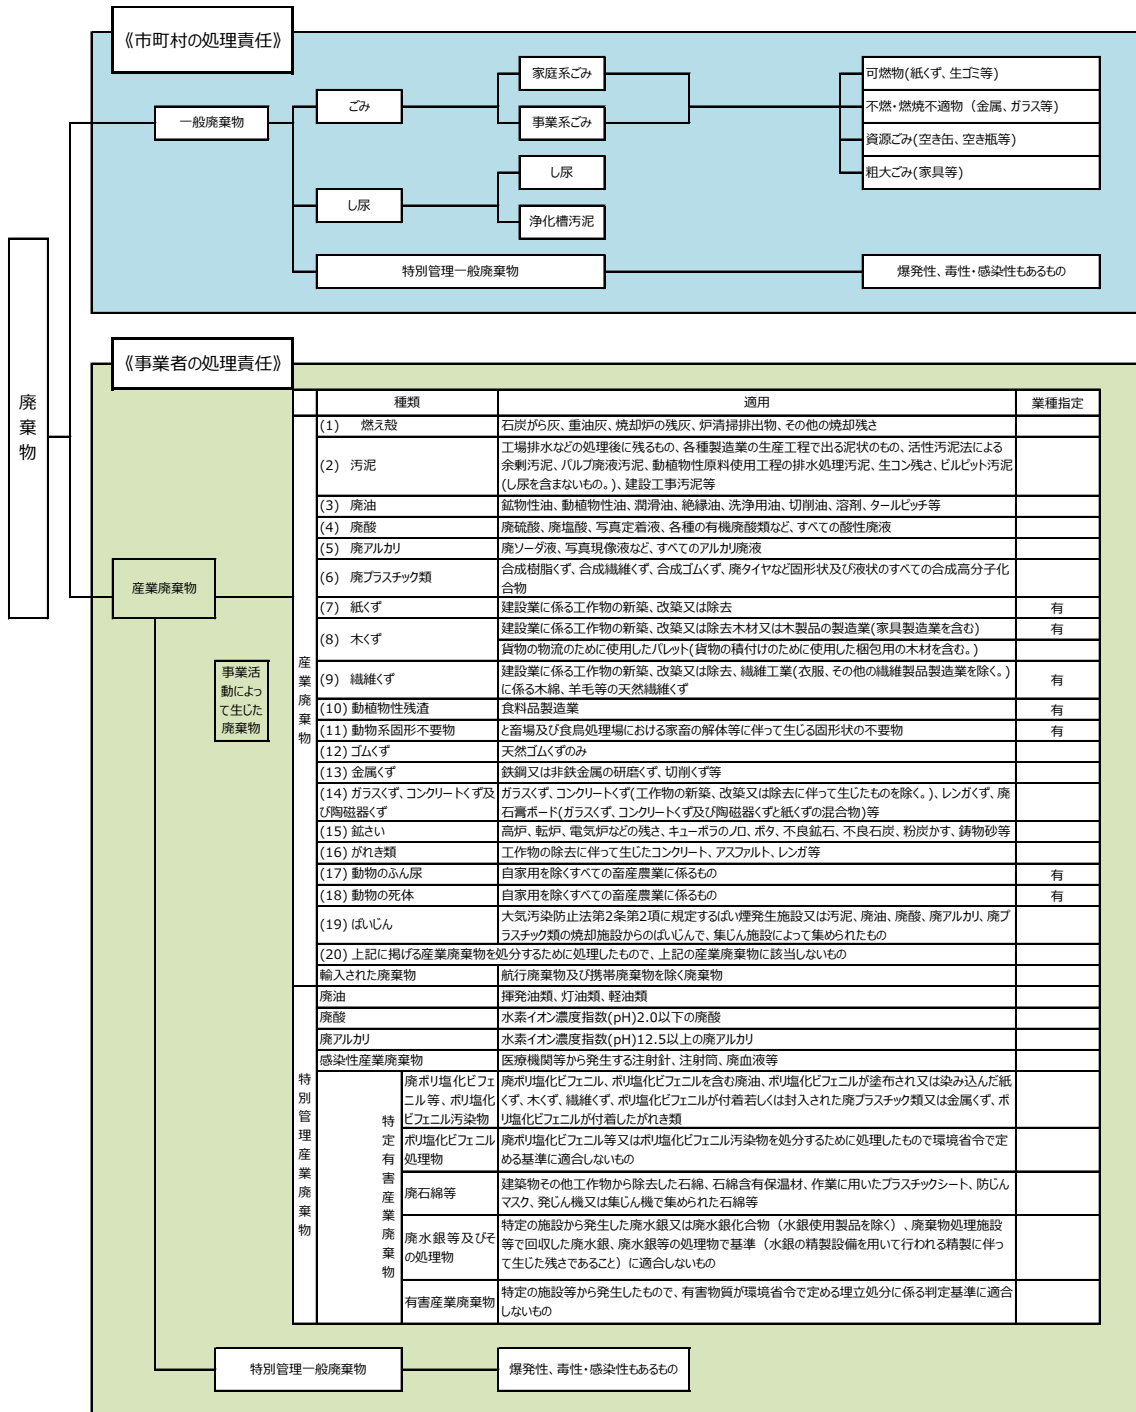 《市町村の処理責任》
家庭系ごみ
可燃物(紙くず、生ゴミ等)
ごみ
不燃・燃焼不適物（金属、ガラス等）
一般廃棄物
事業系ごみ
資源ごみ(空き缶、空き瓶等)
し尿
粗大ごみ(家具等)
し尿
浄化槽汚泥
特別管理一般廃棄物
爆発性、毒性・感染性もあるもの
廃棄物
《事業者の処理責任》
種類 適用 業種指定
産業廃棄物
事業活
動によっ
て生じた
廃棄物
産業廃棄物
(1) 燃え殻 石炭がら灰、重油灰、焼却炉の残灰、炉清掃排出物、その他の焼却残さ
(2) 汚泥
工場排水などの処理後に残るもの、各種製造業の生産工程で出る泥状のもの、活性汚泥法による
余剰汚泥、パルプ廃液汚泥、動植物性原料使用工程の排水処理汚泥、生コン残さ、ビルピット汚泥
(し尿を含まないもの。)、建設工事汚泥等
(3) 廃油 鉱物性油、動植物性油、潤滑油、絶縁油、洗浄用油、切削油、溶剤、タールピッチ等
(4) 廃酸 廃硫酸、廃塩酸、写真定着液、各種の有機廃酸類など、すべての酸性廃液
(5) 廃アルカリ 廃ソーダ液、写真現像液など、すべてのアルカリ廃液
(6) 廃プラスチック類
合成樹脂くず、合成繊維くず、合成ゴムくず、廃タイヤなど固形状及び液状のすべての合成高分子化
合物
(7) 紙くず 建設業に係る工作物の新築、改築又は除去 有
(8) 木くず
建設業に係る工作物の新築、改築又は除去木材又は木製品の製造業(家具製造業を含む) 有
貨物の物流のために使用したパレット(貨物の積付けのために使用した梱包用の木材を含む。)
(9) 繊維くず
建設業に係る工作物の新築、改築又は除去、繊維工業(衣服、その他の繊維製品製造業を除く。)
に係る木綿、羊毛等の天然繊維くず 有
(10) 動植物性残渣 食料品製造業 有
(11) 動物系固形不要物 と畜場及び食鳥処理場における家畜の解体等に伴って生じる固形状の不要物 有
(12) ゴムくず 天然ゴムくずのみ
(13) 金属くず 鉄鋼又は非鉄金属の研磨くず、切削くず等
(14) ガラスくず、コンクリートくず及
び陶磁器くず
ガラスくず、コンクリートくず(工作物の新築、改築又は除去に伴って生じたものを除く。)、レンガくず、廃
石膏ボード(ガラスくず、コンクリートくず及び陶磁器くずと紙くずの混合物)等
(15) 鉱さい 高炉、転炉、電気炉などの残さ、キューポラのノロ、ボタ、不良鉱石、不良石炭、粉炭かす、鋳物砂等
(16) がれき類 工作物の除去に伴って生じたコンクリート、アスファルト、レンガ等
(17) 動物のふん尿 自家用を除くすべての畜産農業に係るもの 有
(18) 動物の死体 自家用を除くすべての畜産農業に係るもの 有
(19) ばいじん
大気汚染防止法第2条第2項に規定するばい煙発生施設又は汚泥、廃油、廃酸、廃アルカリ、廃プ
ラスチック類の焼却施設からのばいじんで、集じん施設によって集められたもの
(20) 上記に掲げる産業廃棄物を処分するために処理したもので、上記の産業廃棄物に該当しないもの
輸入された廃棄物 航行廃棄物及び携帯廃棄物を除く廃棄物
特別管理産業廃棄物
廃油 揮発油類、灯油類、軽油類
廃酸 水素イオン濃度指数(pH)2.0以下の廃酸
廃アルカリ 水素イオン濃度指数(pH)12.5以上の廃アルカリ
感染性産業廃棄物 医療機関等から発生する注射針、注射筒、廃血液等
特定有害産業廃棄物
廃ポリ塩化ビフェ
ニル等、ポリ塩化
ビフェニル汚染物
廃ポリ塩化ビフェニル、ポリ塩化ビフェニルを含む廃油、ポリ塩化ビフェニルが塗布され又は染み込んだ紙
くず、木くず、繊維くず、ポリ塩化ビフェニルが付着若しくは封入された廃プラスチック類又は金属くず、ポ
リ塩化ビフェニルが付着したがれき類
ポリ塩化ビフェニル
処理物
廃ポリ塩化ビフェニル等又はポリ塩化ビフェニル汚染物を処分するために処理したもので環境省令で定
める基準に適合しないもの
廃石綿等
建築物その他工作物から除去した石綿、石綿含有保温材、作業に用いたプラスチックシート、防じん
マスク、発じん機又は集じん機で集められた石綿等
廃水銀等及びそ
の処理物
特定の施設から発生した廃水銀又は廃水銀化合物（水銀使用製品を除く）、廃棄物処理施設
等で回収した廃水銀、廃水銀等の処理物で基準（水銀の精製設備を用いて行われる精製に伴っ
て生じた残さであること）に適合しないもの
有害産業廃棄物
特定の施設等から発生したもので、有害物質が環境省令で定める埋立処分に係る判定基準に適合
しないもの
特別管理一般廃棄物
爆発性、毒性・感染性もあるもの